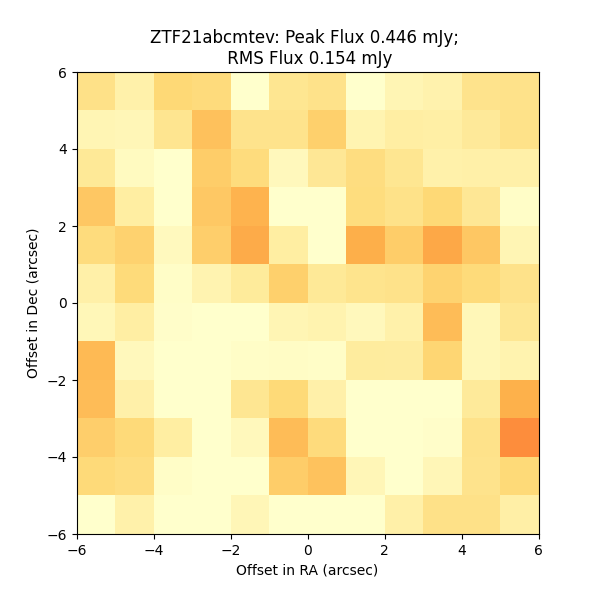 ZTF21abcmtev: Peak Flux 0.446 mJy;
RMS Flux 0.154 mJy
6
4
2
0
−2
−4
−6
Offset in Dec (arcsec)
−6 −4 −2 0 2 4 6
Offset in RA (arcsec)